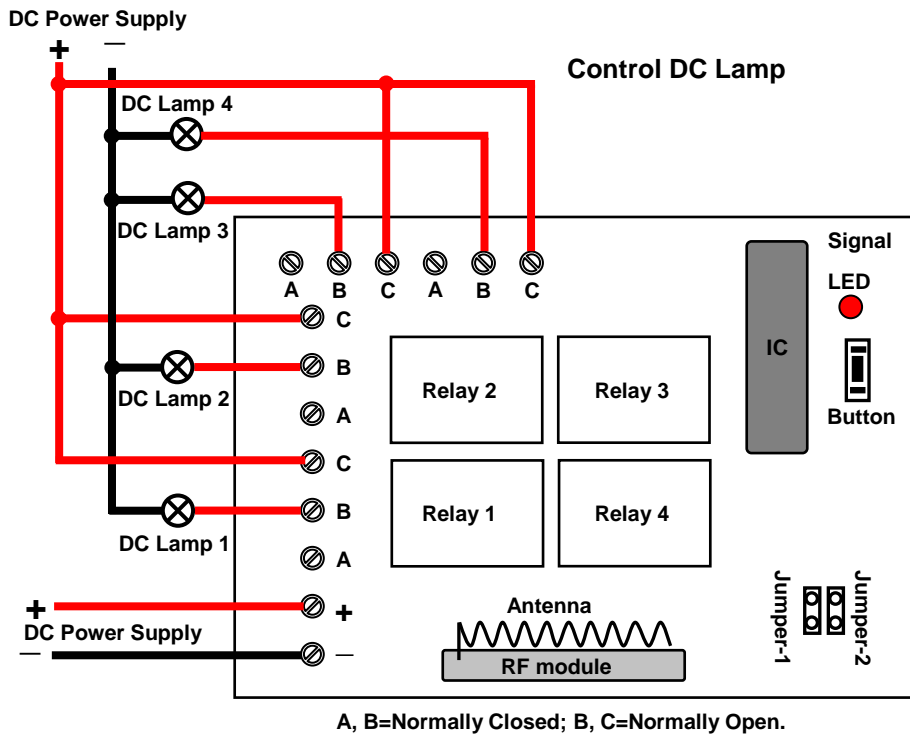 DC Power Supply
+ —
Control DC Lamp
DC Lamp 4
DC Lamp 3
A B C A B C
Signal
LED
C
IC
B
Relay 2 Relay 3
DC Lamp 2
A
Button
C
B
Relay 1 Relay 4
DC Lamp 1
A
Jumper-1 Jumper-2
+ +
Antenna
DC Power Supply
— —
RF module
A, B=Normally Closed; B, C=Normally Open.